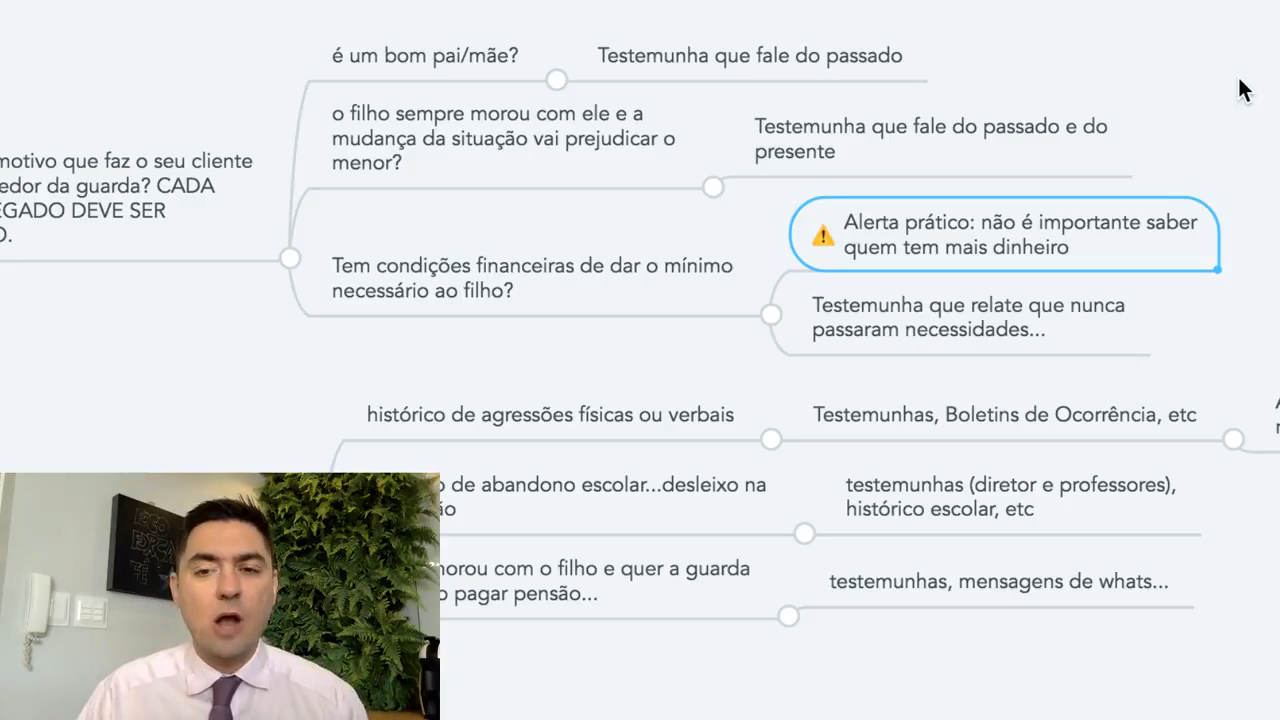 é um bom pai/mãe?
Testemunha que fale do passado
o filho sempre morou com ele e a
mudança da situação vai prejudicar o
menor?
Testemunha que fale do passado e do
presente
motivo que faz o seu cliente
edor da guarda? CADA
EGADO DEVE SER
O.
⚠ Alerta prático: não é importante saber
quem tem mais dinheiro
Tem condições financeiras de dar o mínimo
necessário ao filho?
Testemunha que relate que nunca
passaram necessidades...
histórico de agressões físicas ou verbais
Testemunhas, Boletins de Ocorrência, etc
o de abandono escolar...desleixo na
ão
testemunhas (diretor e professores),
histórico escolar, etc
morou com o filho e quer a guarda
o pagar pensão...
testemunhas, mensagens de whats...